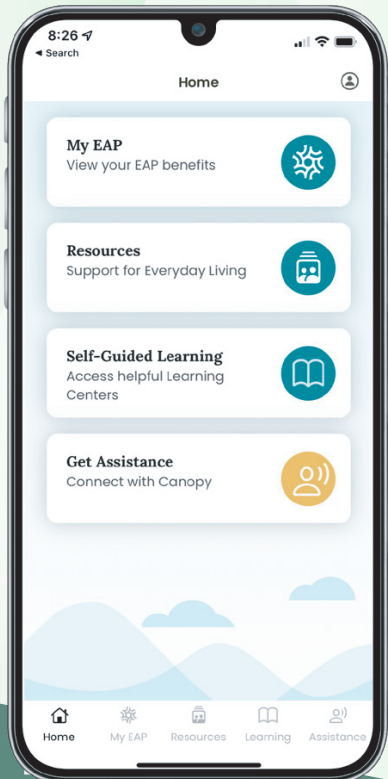 8:26
◄ Search
Home
My EAP
View your EAP benefits
Resources
Support for Everyday Living
Self-Guided Learning
Access helpful Learning
Centers
Get Assistance
Connect with Canopy
Home My EAP Resources Learning Assistance